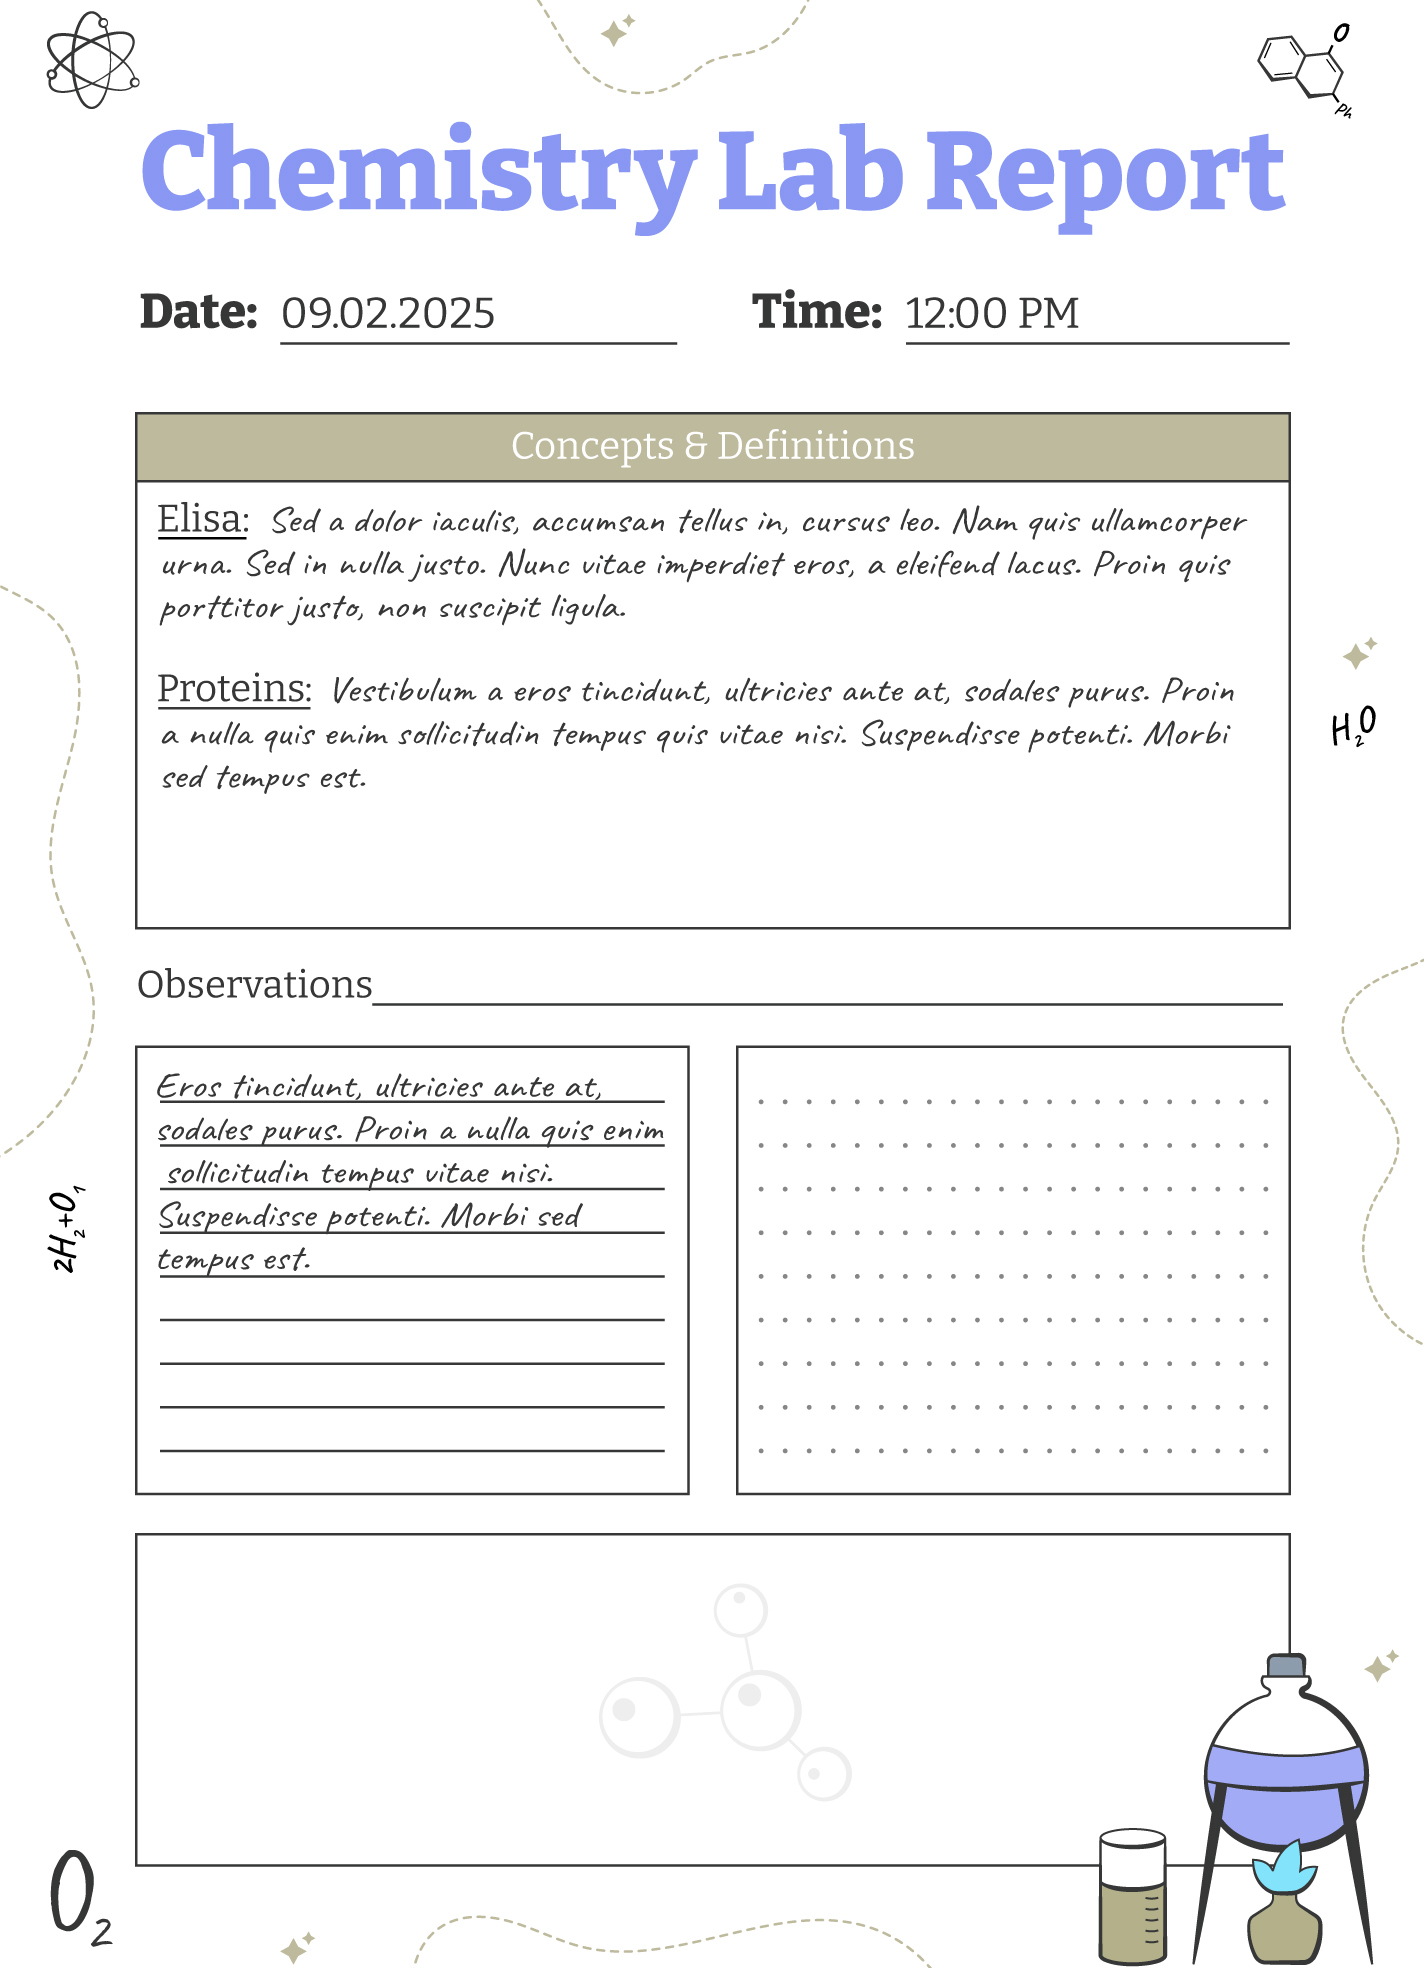 O
Ph
Chemistry Lab Report
Date: 09.02.2025 Time: 12:00 PM
Concepts & Definitions
Elisa: Sed a dolor iaculis, accumsan tellus in, cursus leo. Nam quis ullamcorper
urna. Sed in nulla justo. Nunc vitae imperdiet eros, a eleifend lacus. Proin quis
porttitor justo, non suscipit ligula.
Proteins: Vestibulum a eros tincidunt, ultricies ante at, sodales purus. Proin
a nulla quis enim sollicitudin tempus quis vitae nisi. Suspendisse potenti. Morbi
sed tempus est.
H₂O
Observations
Eros tincidunt, ultricies ante at,
sodales purus. Proin a nulla quis enim
sollicitudin tempus vitae nisi.
Suspendisse potenti. Morbi sed
tempus est.
2H₂+O₁
O₂